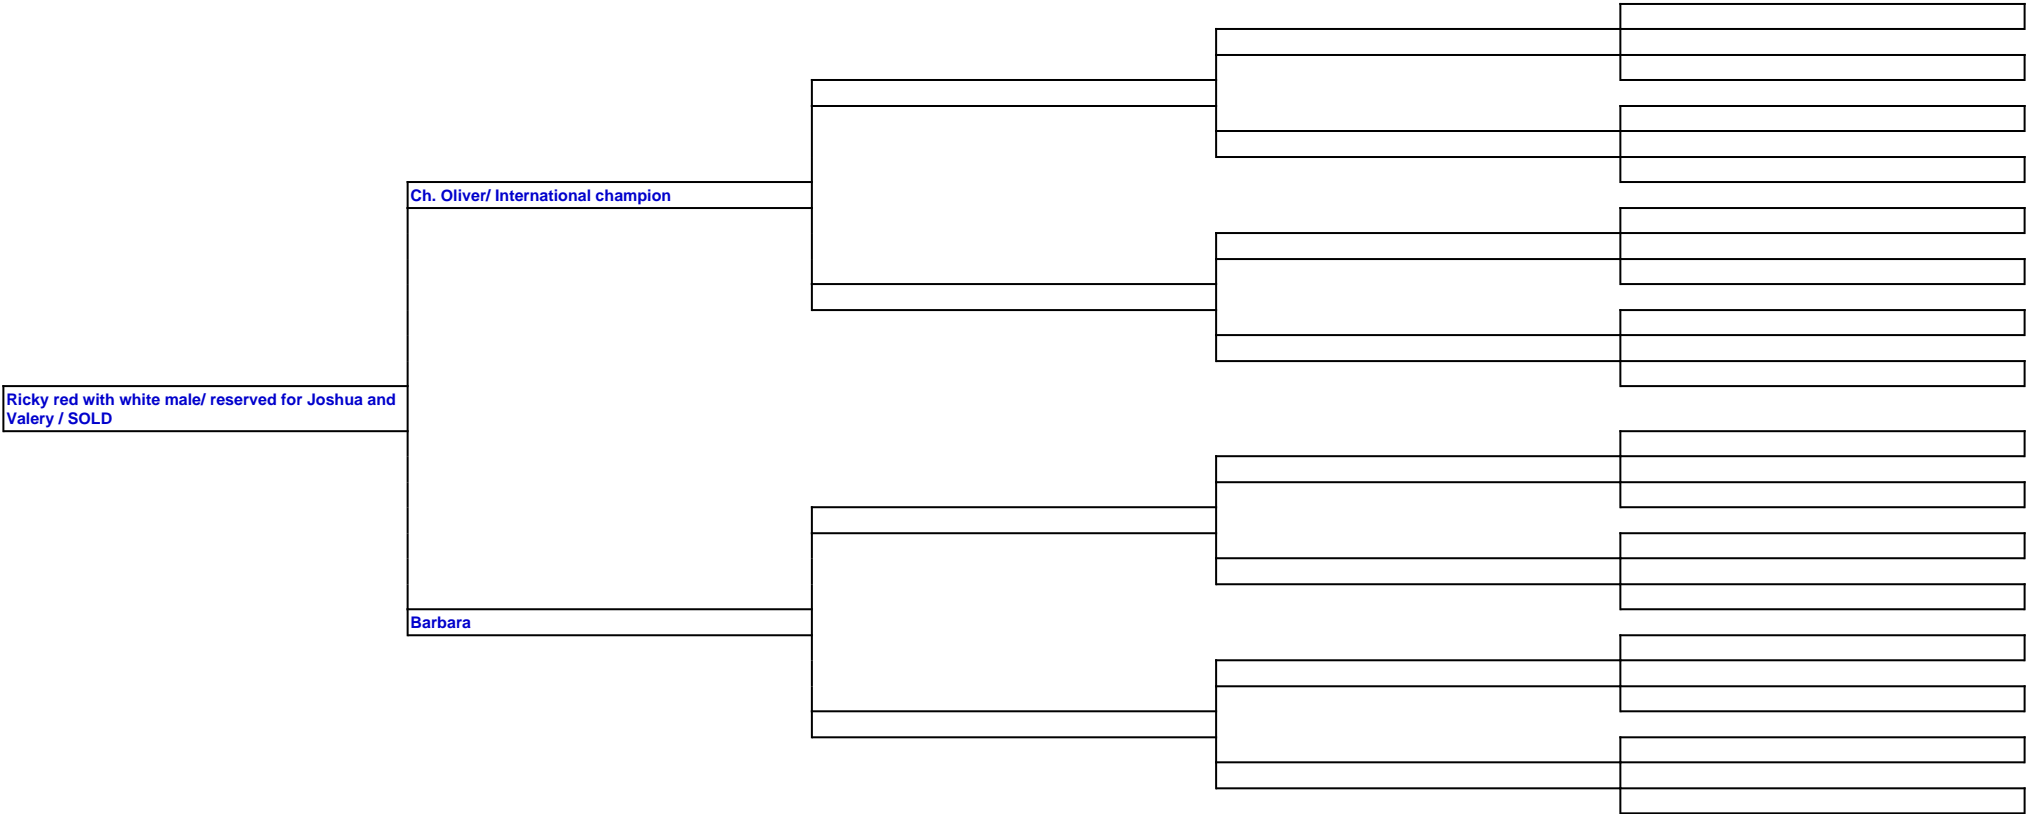 Ch. Oliver/ International champion
Ricky red with white male/ reserved for Joshua and
Valery / SOLD
Barbara